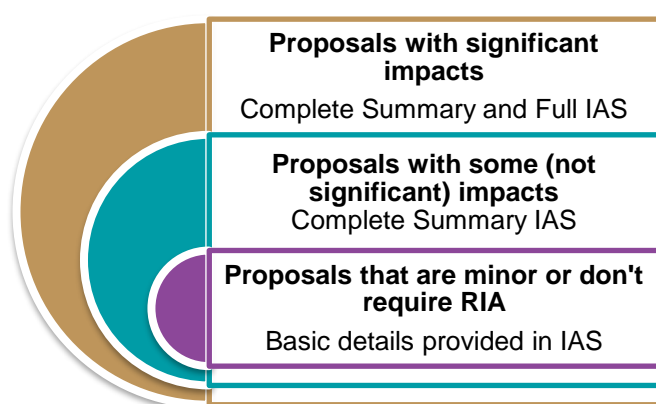 Proposals with significant
impacts
Complete Summary and Full IAS
Proposals with some (not
significant) impacts
Complete Summary IAS
Proposals that are minor or don't
require RIA
Basic details provided in IAS